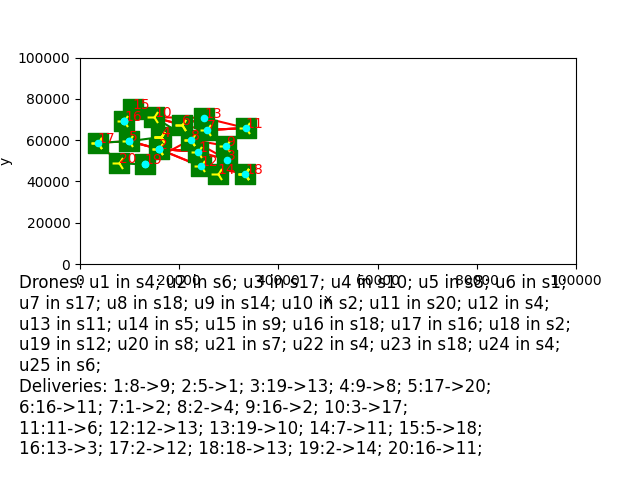 100000
80000
60000
40000
20000
0
y
0 20000 40000 60000 80000 100000
x
Drones: u1 in s4; u2 in s6; u3 in s17; u4 in s10; u5 in s8; u6 in s1;
u7 in s17; u8 in s18; u9 in s14; u10 in s2; u11 in s20; u12 in s4;
u13 in s11; u14 in s5; u15 in s9; u16 in s18; u17 in s16; u18 in s2;
u19 in s12; u20 in s8; u21 in s7; u22 in s4; u23 in s18; u24 in s4;
u25 in s6;
Deliveries: 1:8->9; 2:5->1; 3:19->13; 4:9->8; 5:17->20;
6:16->11; 7:1->2; 8:2->4; 9:16->2; 10:3->17;
11:11->6; 12:12->13; 13:19->10; 14:7->11; 15:5->18;
16:13->3; 17:2->12; 18:18->13; 19:2->14; 20:16->11;